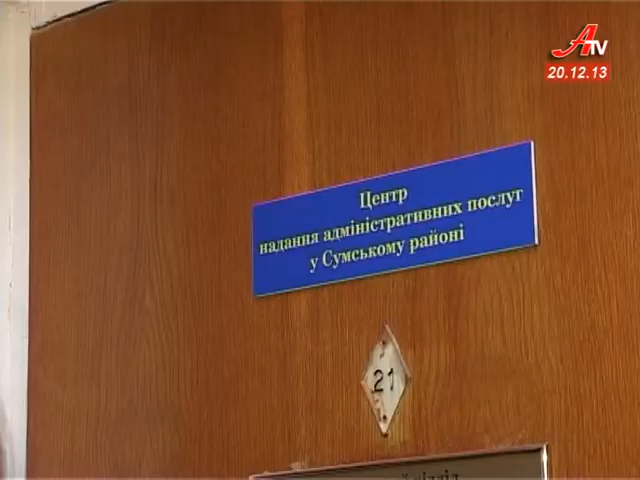 ATV
20.12.13
Центр
надання адміністративних послуг
у Сумському районі
21